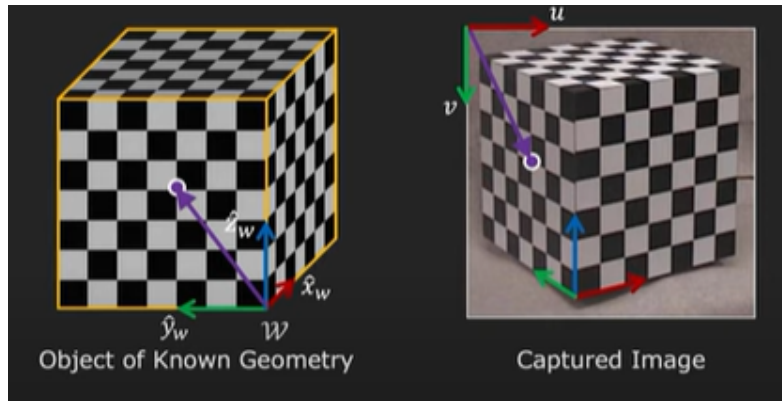 u
v
ẑ_w
x̂_w
ŷ_w
𝒲
Object of Known Geometry
Captured Image